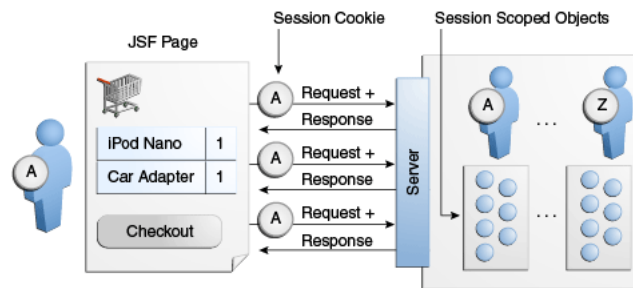 Session Cookie
Session Scoped Objects
JSF Page
A
Request +
Response
A
Z
...
iPod Nano 1
Car Adapter 1
A
Request +
Response
Server
A
Checkout
A
Request +
Response
...